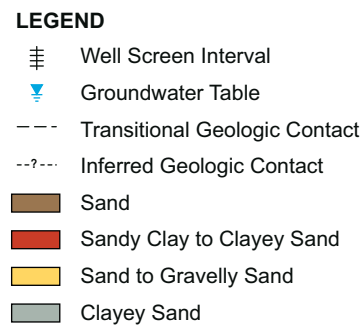 LEGEND
Well Screen Interval
Groundwater Table
Transitional Geologic Contact
--?--- Inferred Geologic Contact
Sand
Sandy Clay to Clayey Sand
Sand to Gravelly Sand
Clayey Sand